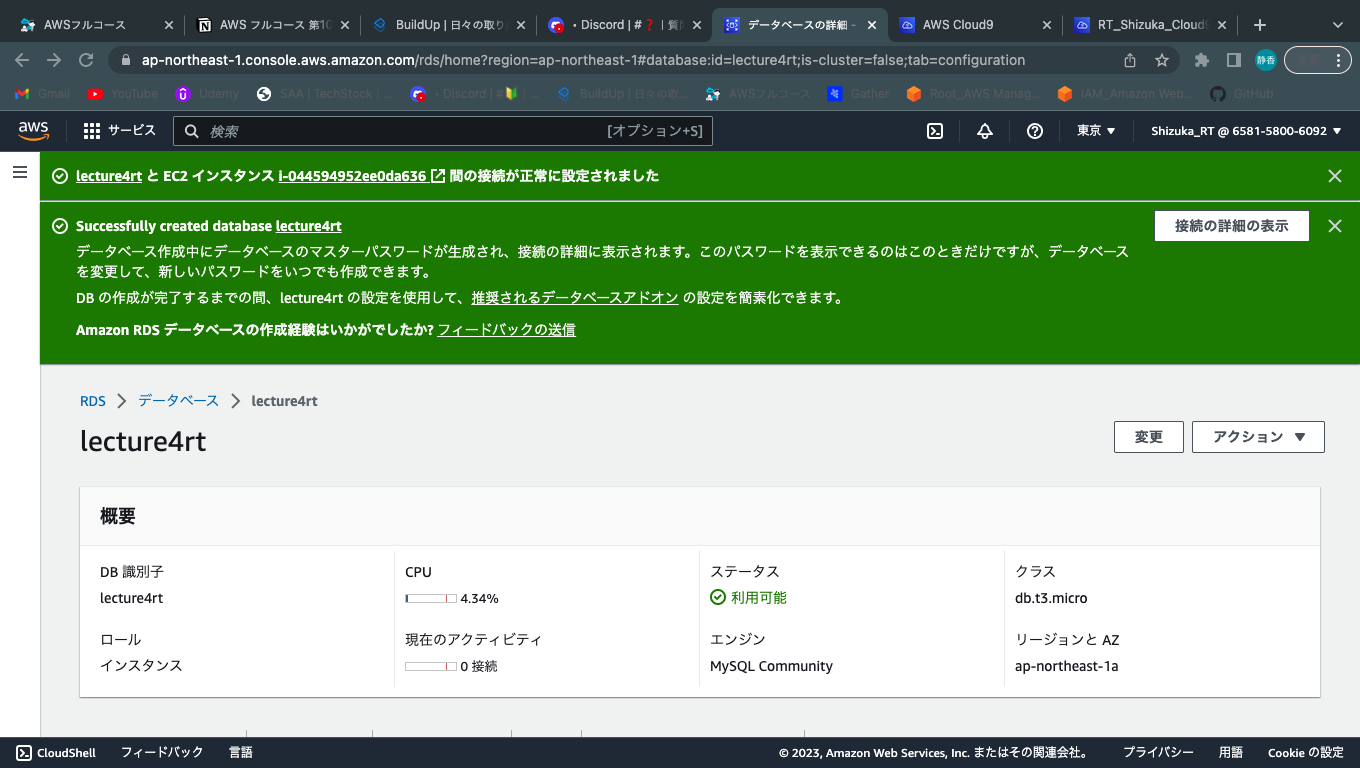 AWSフルコース
AWS フルコース 第10
BuildUp | 日々の取り
• Discord | #❓ | 質問
データベースの詳細 -
AWS Cloud9
RT_Shizuka_Cloud9
ap-northeast-1.console.aws.amazon.com/rds/home?region=ap-northeast-1#database:id=lecture4rt;is-cluster=false;tab=configuration
静香
Gmail
YouTube
Udemy
SAA | TechStock | ...
• Discord | #🔰 | ...
BuildUp | 日々の取...
AWSフルコース
Gather
Root_AWS Manag...
IAM_Amazon Web...
GitHub
aws
サービス
検索
[オプション+S]
東京 ▼
Shizuka_RT @ 6581-5800-6092 ▼
lecture4rt と EC2 インスタンス i-044594952ee0da636 間の接続が正常に設定されました
Successfully created database lecture4rt
接続の詳細の表示
データベース作成中にデータベースのマスターパスワードが生成され、接続の詳細に表示されます。このパスワードを表示できるのはこのときだけですが、データベース
を変更して、新しいパスワードをいつでも作成できます。
DB の作成が完了するまでの間、lecture4rt の設定を使用して、推奨されるデータベースアドオン の設定を簡素化できます。
Amazon RDS データベースの作成経験はいかがでしたか? フィードバックの送信
RDS > データベース > lecture4rt
lecture4rt
変更
アクション ▼
概要
DB 識別子
lecture4rt
CPU
4.34%
ステータス
利用可能
クラス
db.t3.micro
ロール
インスタンス
現在のアクティビティ
0 接続
エンジン
MySQL Community
リージョンと AZ
ap-northeast-1a
CloudShell
フィードバック
言語
© 2023, Amazon Web Services, Inc. またはその関連会社。
プライバシー
用語
Cookie の設定